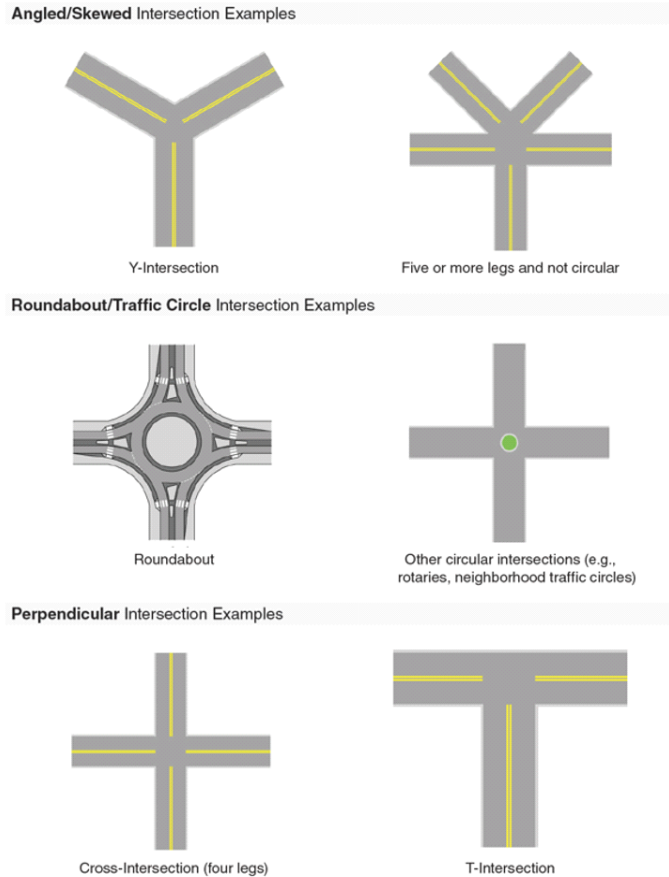 Angled/Skewed Intersection Examples
Y-Intersection
Five or more legs and not circular
Roundabout/Traffic Circle Intersection Examples
Roundabout
Other circular intersections (e.g.,
rotaries, neighborhood traffic circles)
Perpendicular Intersection Examples
Cross-Intersection (four legs)
T-Intersection